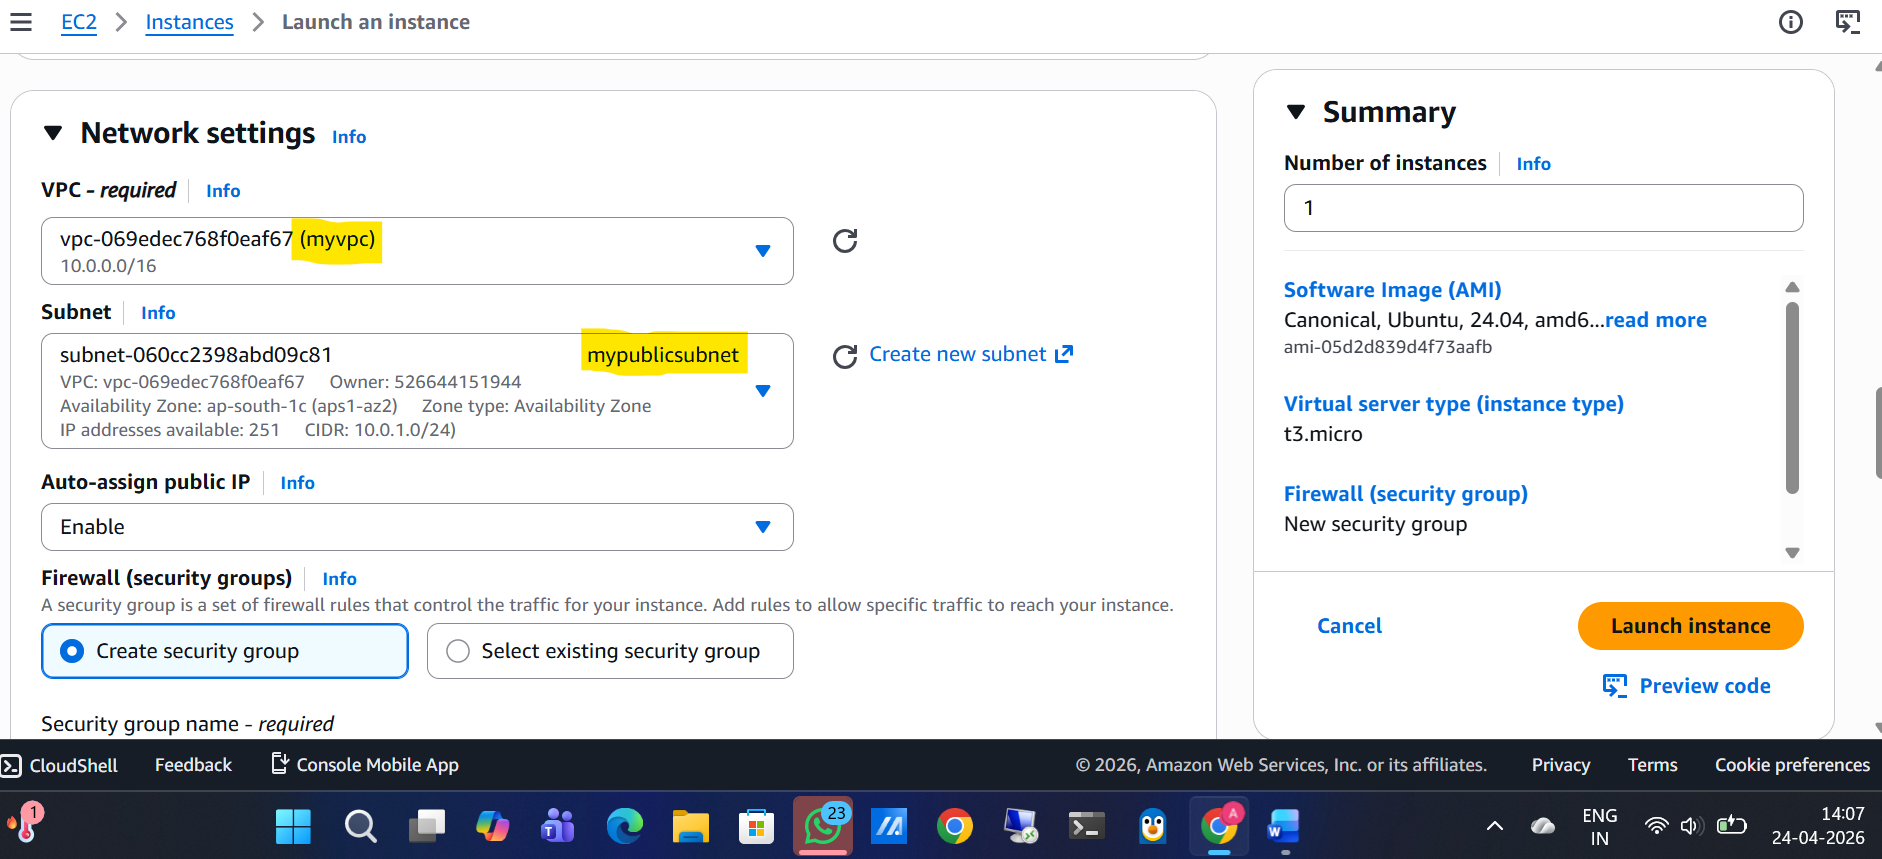 EC2 > Instances > Launch an instance
Network settings Info
VPC - required Info
vpc-069edec768f0eaf67 (myvpc)
10.0.0.0/16
Subnet Info
subnet-060cc2398abd09c81 mypublicsubnet
VPC: vpc-069edec768f0eaf67 Owner: 526644151944
Availability Zone: ap-south-1c (aps1-az2) Zone type: Availability Zone
IP addresses available: 251 CIDR: 10.0.1.0/24)
Create new subnet
Auto-assign public IP Info
Enable
Firewall (security groups) Info
A security group is a set of firewall rules that control the traffic for your instance. Add rules to allow specific traffic to reach your instance.
Create security group
Select existing security group
Security group name - required
Summary
Number of instances Info
1
Software Image (AMI)
Canonical, Ubuntu, 24.04, amd6...read more
ami-05d2d839d4f73aafb
Virtual server type (instance type)
t3.micro
Firewall (security group)
New security group
Cancel
Launch instance
Preview code
CloudShell Feedback Console Mobile App © 2026, Amazon Web Services, Inc. or its affiliates. Privacy Terms Cookie preferences
1
T
23
A
W
ENG
IN
14:07
24-04-2026